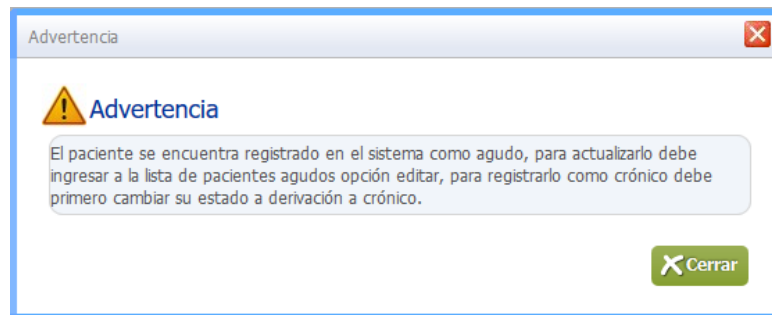 Advertencia
Advertencia
El paciente se encuentra registrado en el sistema como agudo, para actualizarlo debe
ingresar a la lista de pacientes agudos opción editar, para registrarlo como crónico debe
primero cambiar su estado a derivación a crónico.
Cerrar